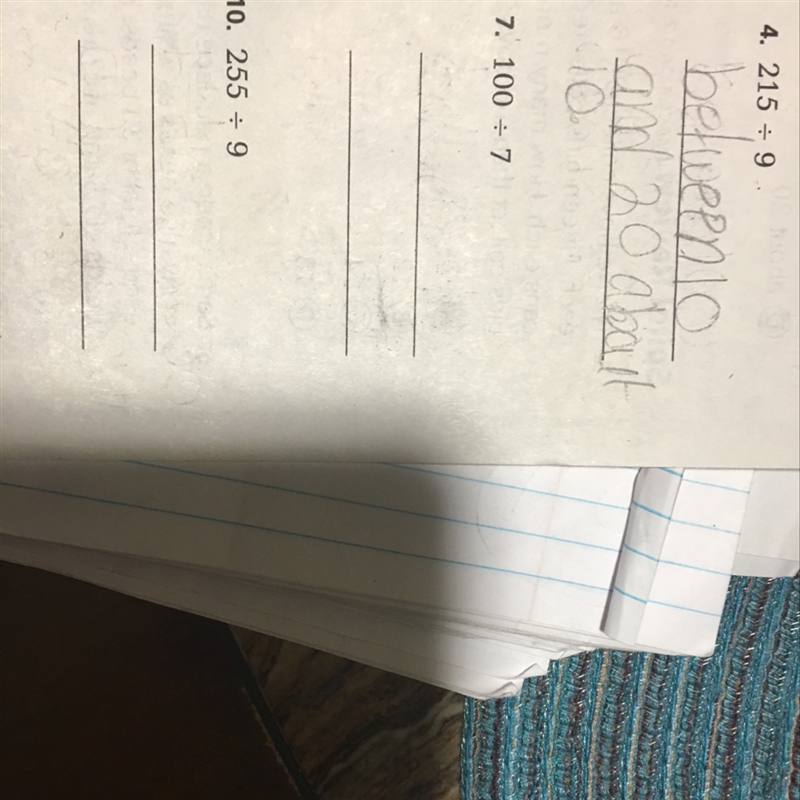 4. 215 ÷ 9
between 10
and 20 about
10.
7. 100 ÷ 7
10. 255 ÷ 9